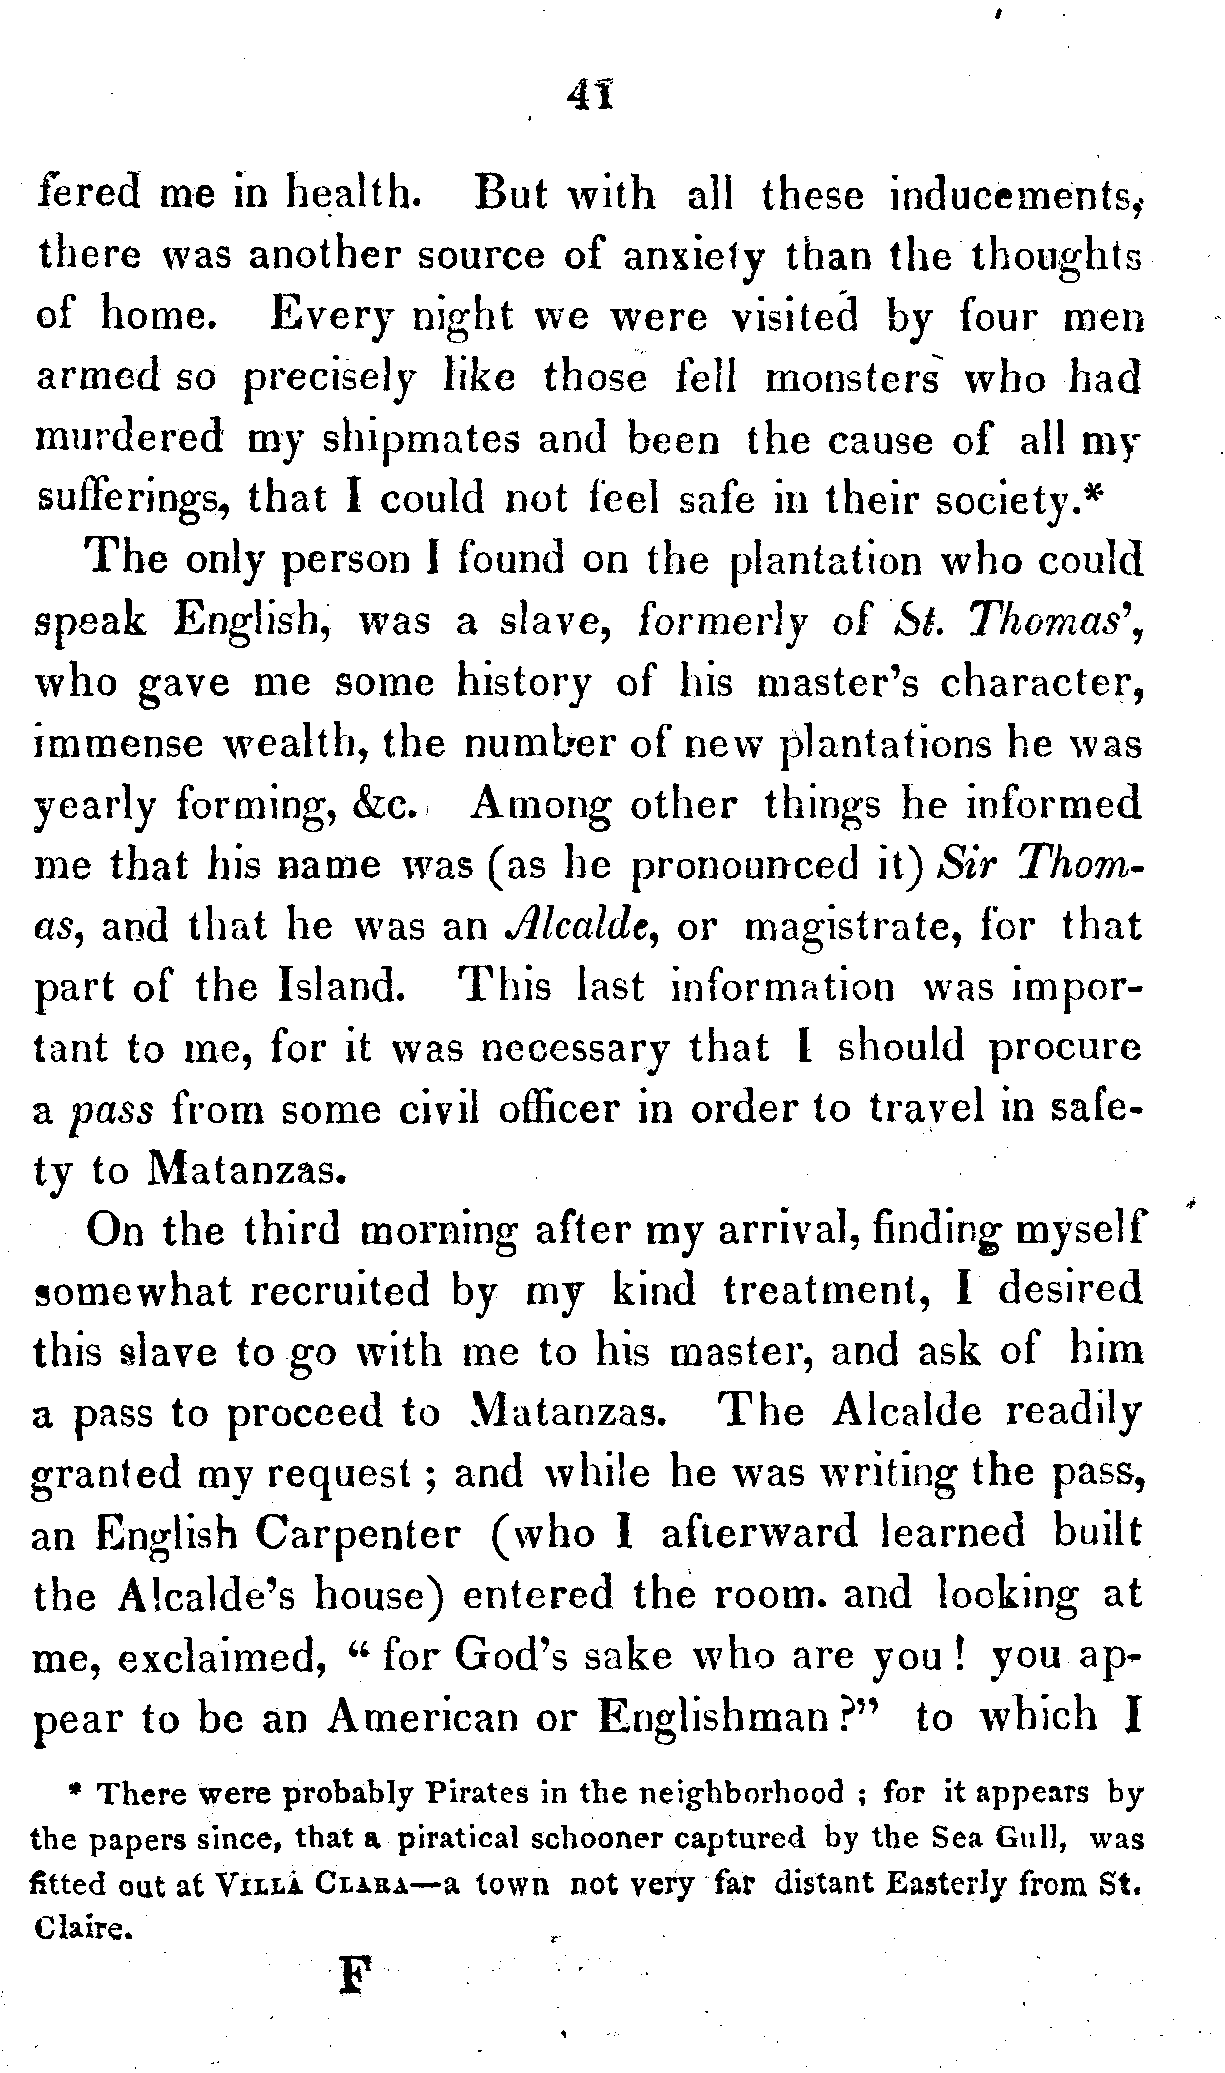 41
fered me in health. But with all these inducements,
there was another source of anxiety than the thoughts
of home. Every night we were visited by four men
armed so precisely like those fell monsters who had
murdered my shipmates and been the cause of all my
sufferings, that I could not feel safe in their society.*
The only person I found on the plantation who could
speak English, was a slave, formerly of St. Thomas',
who gave me some history of his master's character,
immense wealth, the number of new plantations he was
yearly forming, &c. Among other things he informed
me that his name was (as he pronounced it) Sir Thom-
as, and that he was an Alcalde, or magistrate, for that
part of the Island. This last information was impor-
tant to me, for it was necessary that I should procure
a pass from some civil officer in order to travel in safe-
ty to Matanzas.
On the third morning after my arrival, finding myself
somewhat recruited by my kind treatment, I desired
this slave to go with me to his master, and ask of him
a pass to proceed to Matanzas. The Alcalde readily
granted my request ; and while he was writing the pass,
an English Carpenter (who I afterward learned built
the Alcalde's house) entered the room. and looking at
me, exclaimed, " for God's sake who are you ! you ap-
pear to be an American or Englishman ?" to which I
* There were probably Pirates in the neighborhood ; for it appears by
the papers since, that a piratical schooner captured by the Sea Gull, was
fitted out at VILLA CLARA—a town not very far distant Easterly from St.
Claire.
F